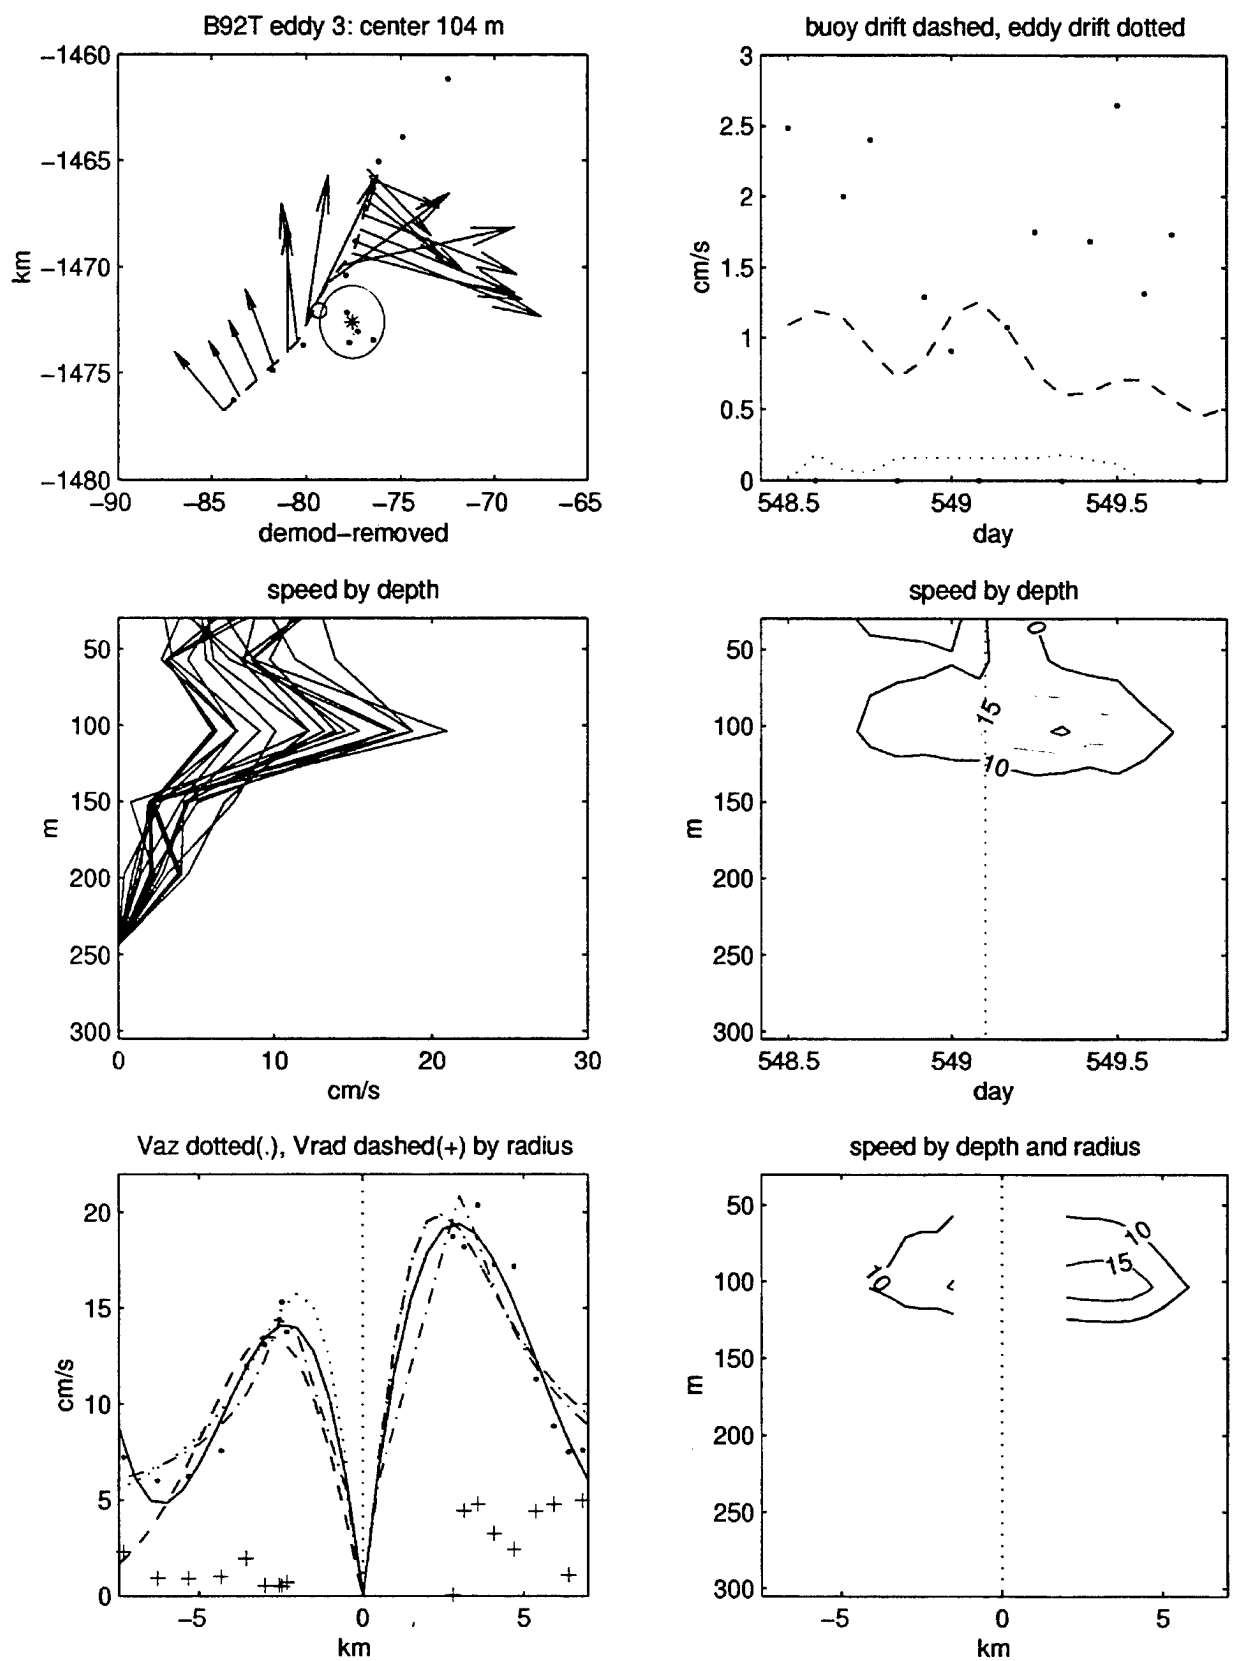 B92T eddy 3: center 104 m
−1460
−1465
−1470
−1475
−1480
km
−90 −85 −80 −75 −70 −65
demod−removed
buoy drift dashed, eddy drift dotted
3
2.5
2
1.5
1
0.5
0
cm/s
548.5 549 549.5
day
speed by depth
50
100
150
200
250
300
m
0 10 20 30
cm/s
speed by depth
50
100
150
200
250
300
m
0
15
10
548.5 549 549.5
day
Vaz dotted(.), Vrad dashed(+) by radius
20
15
10
5
0
cm/s
−5 0 5
km
speed by depth and radius
50
100
150
200
250
300
m
10
10
15
−5 0 5
km